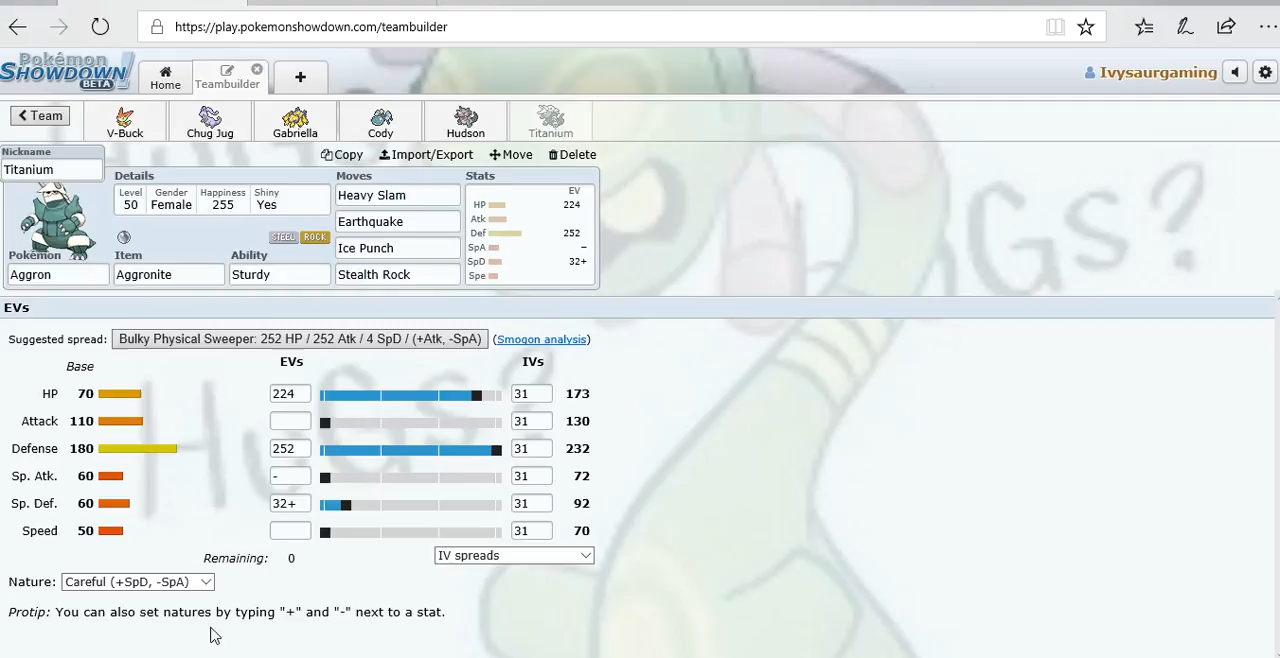 https://play.pokemonshowdown.com/teambuilder
Pokémon SHOWDOWN! BETA Home Teambuilder + Ivysaurgaming
Team V-Buck Chug Jug Gabriella Cody Hudson Titanium
Nickname Copy Import/Export Move Delete
Titanium Details Moves Stats
Level Gender Happiness Shiny Heavy Slam EV
50 Female 255 Yes HP 224
Earthquake Atk
STEEL ROCK Def 252
Ice Punch SpA –
Pokémon Item Ability SpD 32+
Aggron Aggronite Sturdy Stealth Rock Spe
EVs
Suggested spread: Bulky Physical Sweeper: 252 HP / 252 Atk / 4 SpD / (+Atk, -SpA) (Smogon analysis)
Base EVs IVs
HP 70 224 31 173
Attack 110 31 130
Defense 180 252 31 232
Sp. Atk. 60 - 31 72
Sp. Def. 60 32+ 31 92
Speed 50 31 70
Remaining: 0 IV spreads
Nature: Careful (+SpD, -SpA)
Protip: You can also set natures by typing "+" and "-" next to a stat.
Hugs?